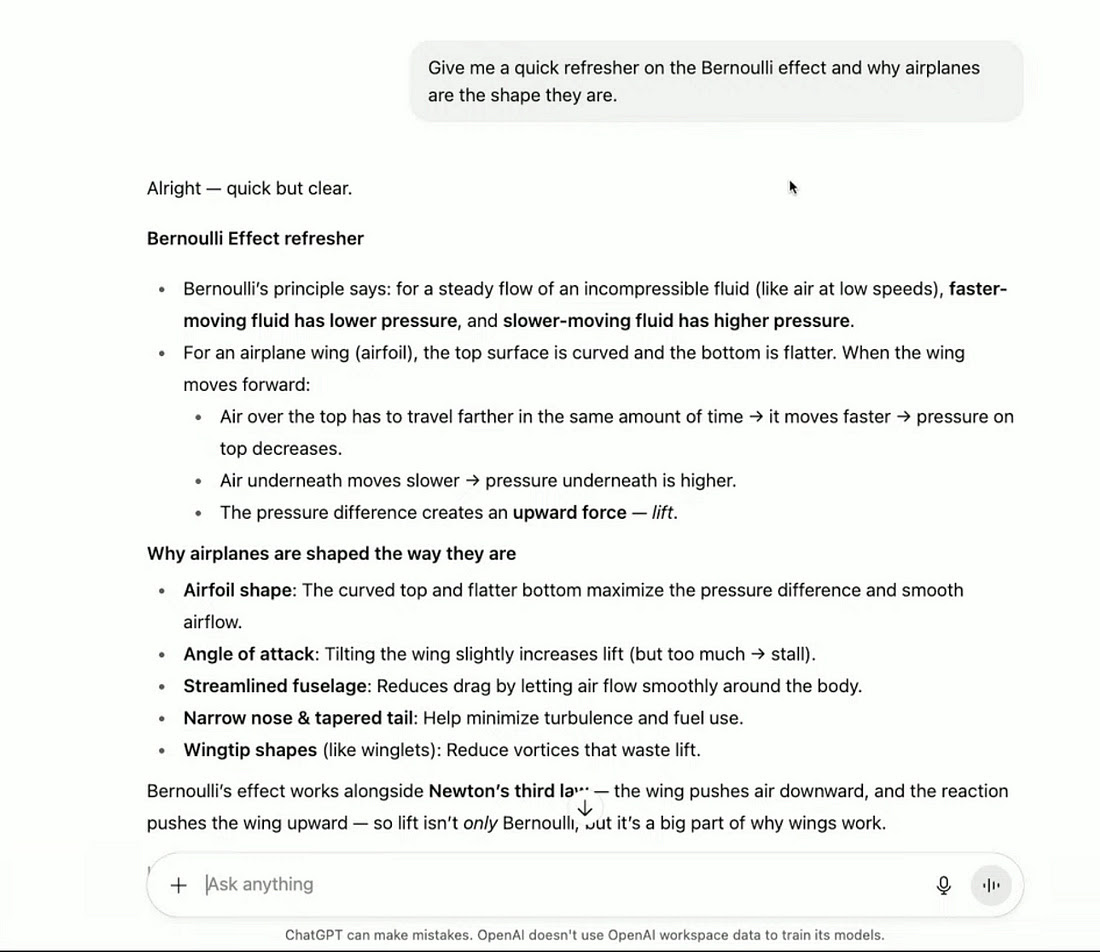 Give me a quick refresher on the Bernoulli effect and why airplanes
are the shape they are.
Alright — quick but clear.
Bernoulli Effect refresher
• Bernoulli's principle says: for a steady flow of an incompressible fluid (like air at low speeds), faster-
moving fluid has lower pressure, and slower-moving fluid has higher pressure.
• For an airplane wing (airfoil), the top surface is curved and the bottom is flatter. When the wing
moves forward:
• Air over the top has to travel farther in the same amount of time → it moves faster → pressure on
top decreases.
• Air underneath moves slower → pressure underneath is higher.
• The pressure difference creates an upward force — lift.
Why airplanes are shaped the way they are
• Airfoil shape: The curved top and flatter bottom maximize the pressure difference and smooth
airflow.
• Angle of attack: Tilting the wing slightly increases lift (but too much → stall).
• Streamlined fuselage: Reduces drag by letting air flow smoothly around the body.
• Narrow nose & tapered tail: Help minimize turbulence and fuel use.
• Wingtip shapes (like winglets): Reduce vortices that waste lift.
Bernoulli's effect works alongside Newton's third law — the wing pushes air downward, and the reaction
pushes the wing upward — so lift isn't only Bernoulli, but it's a big part of why wings work.
Ask anything
ChatGPT can make mistakes. OpenAI doesn't use OpenAI workspace data to train its models.